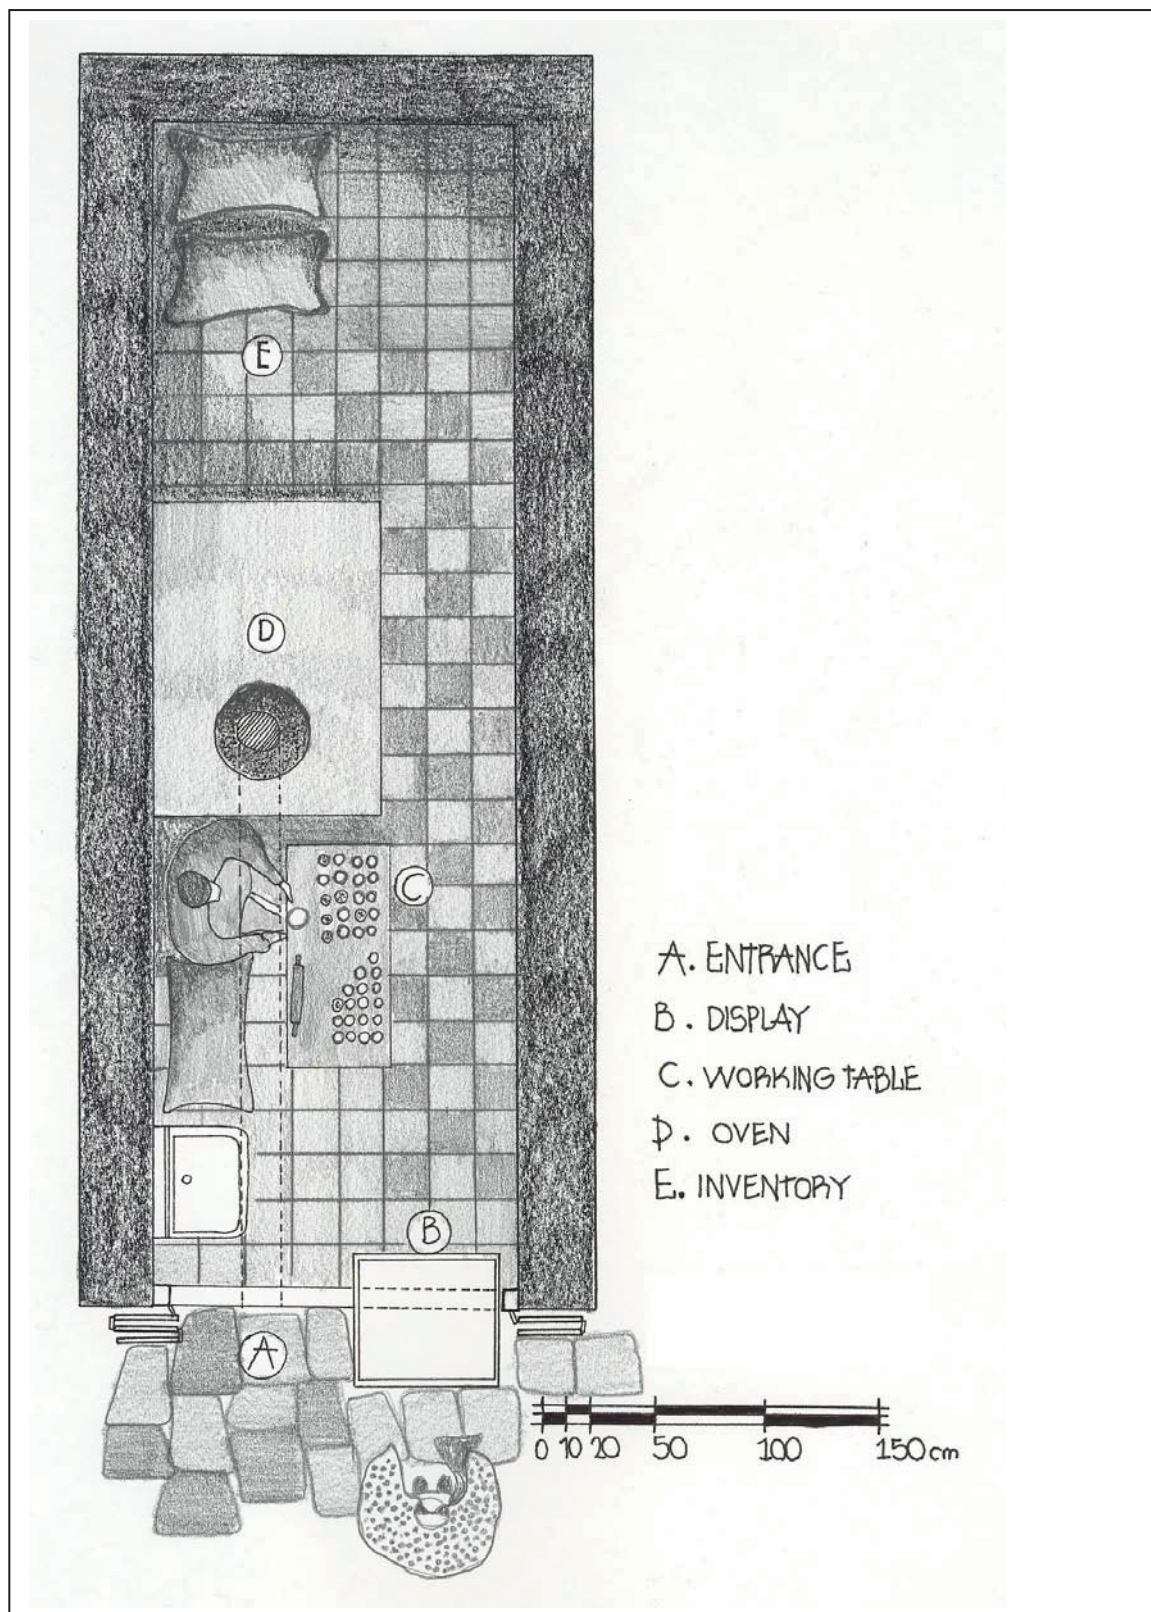 E
D
C
B
A
A. ENTRANCE
B. DISPLAY
C. WORKING TABLE
D. OVEN
E. INVENTORY
0 10 20 50 100 150 cm